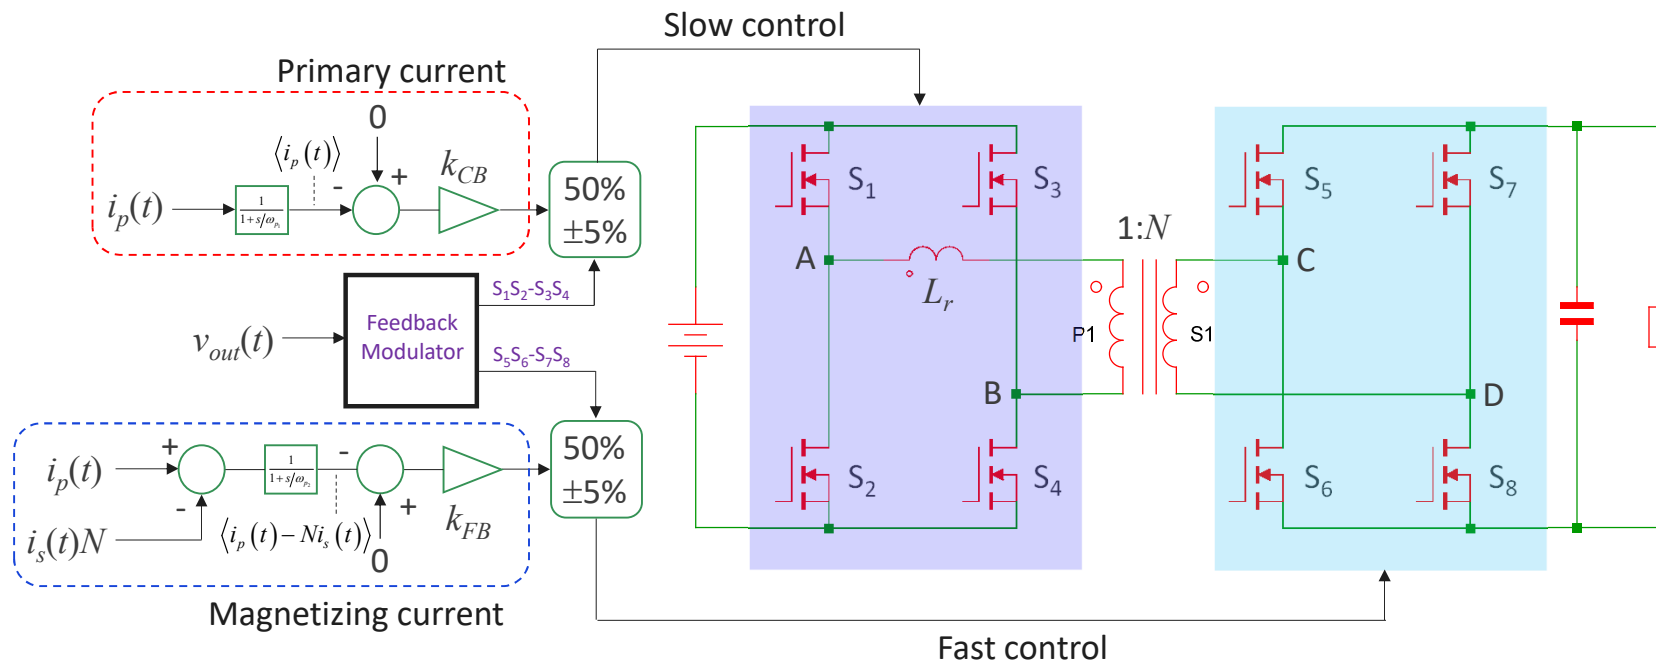 Slow control
Primary current
0
⟨i_p(t)⟩
-
+
k_CB
i_p(t)
1/(1+s/ω_p1)
50%
±5%
S1
S3
S5
S7
1:N
A
C
L_r
P1
S1
S1S2-S3S4
Feedback
Modulator
v_out(t)
S5S6-S7S8
B
D
50%
±5%
S2
S4
S6
S8
+
-
i_p(t)
1/(1+s/ω_p2)
-
+
k_FB
i_s(t)N
⟨i_p(t)-Ni_s(t)⟩
0
Magnetizing current
Fast control